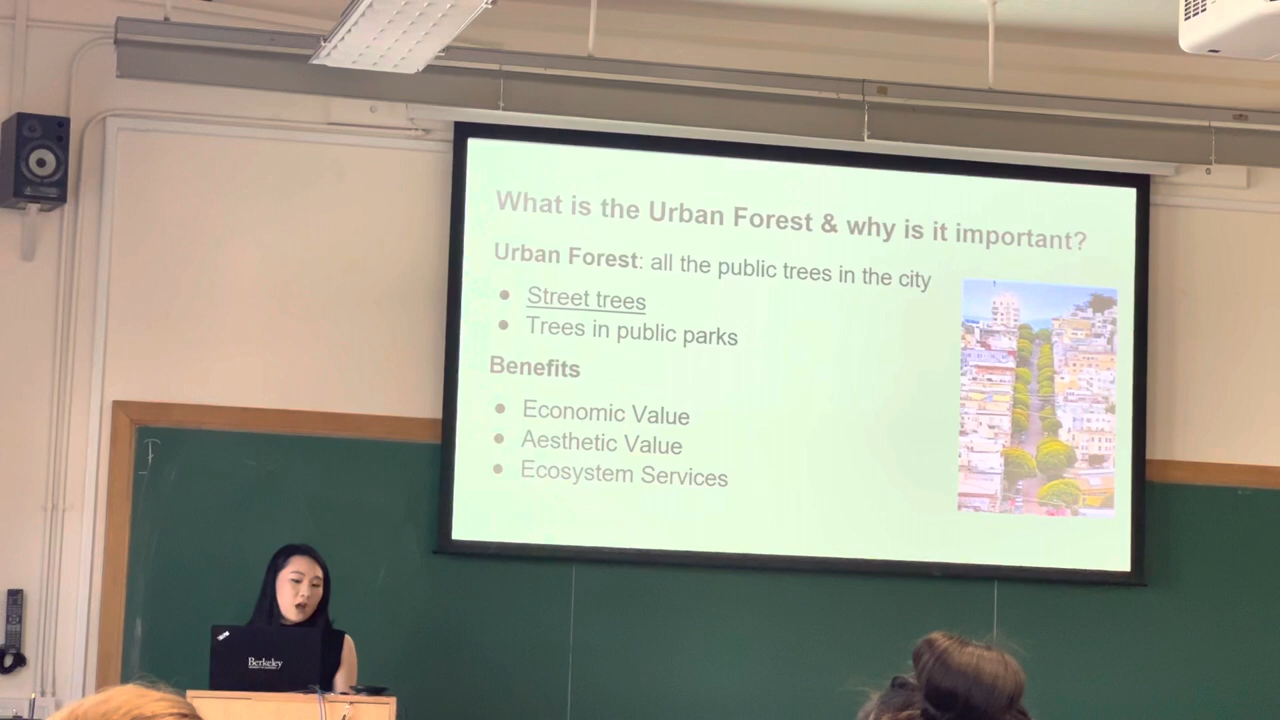 What is the Urban Forest & why is it important?
Urban Forest: all the public trees in the city
● Street trees
● Trees in public parks
Benefits
● Economic Value
● Aesthetic Value
● Ecosystem Services
Berkeley